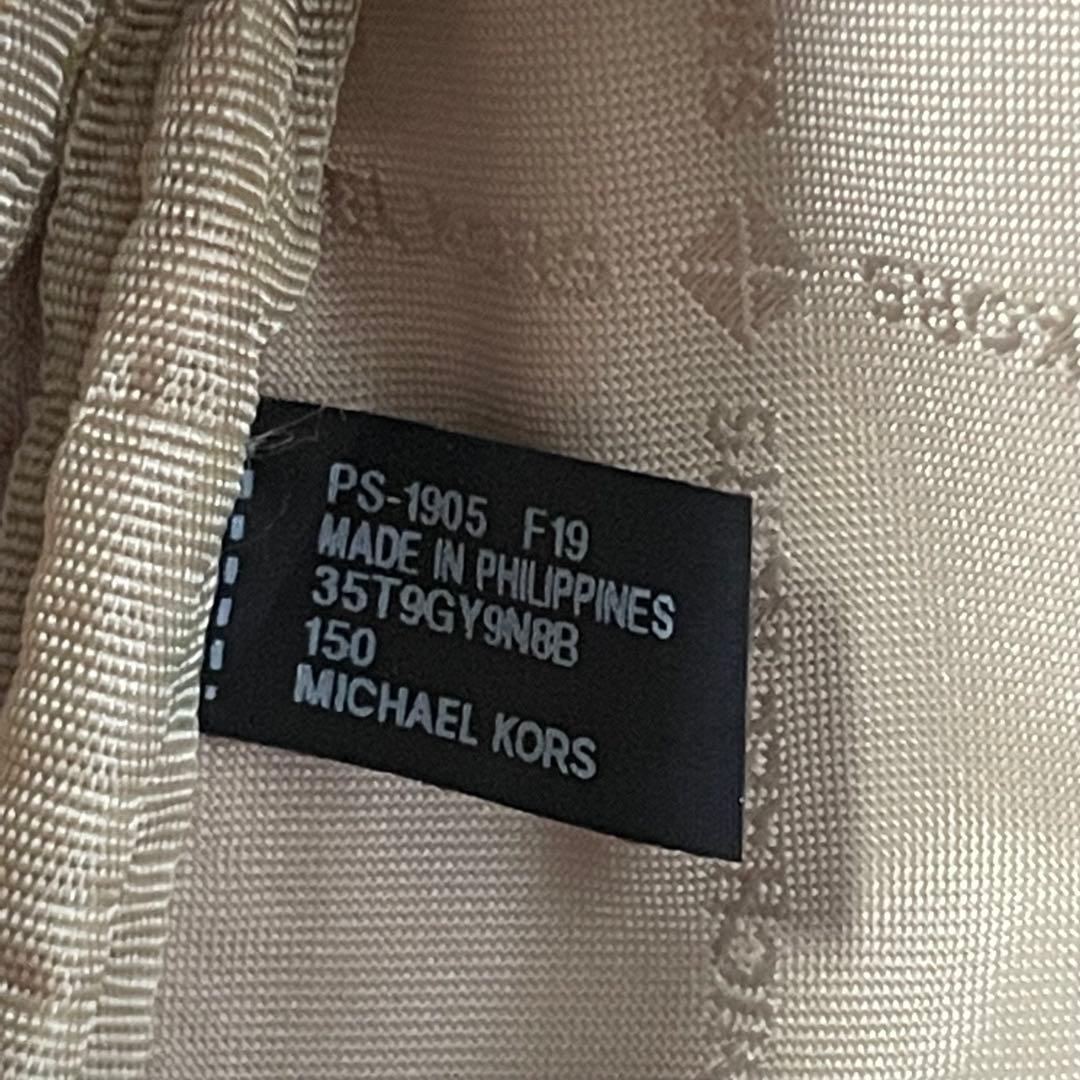 PS-1905 F19
MADE IN PHILIPPINES
35T9GY9N8B
150
MICHAEL KORS